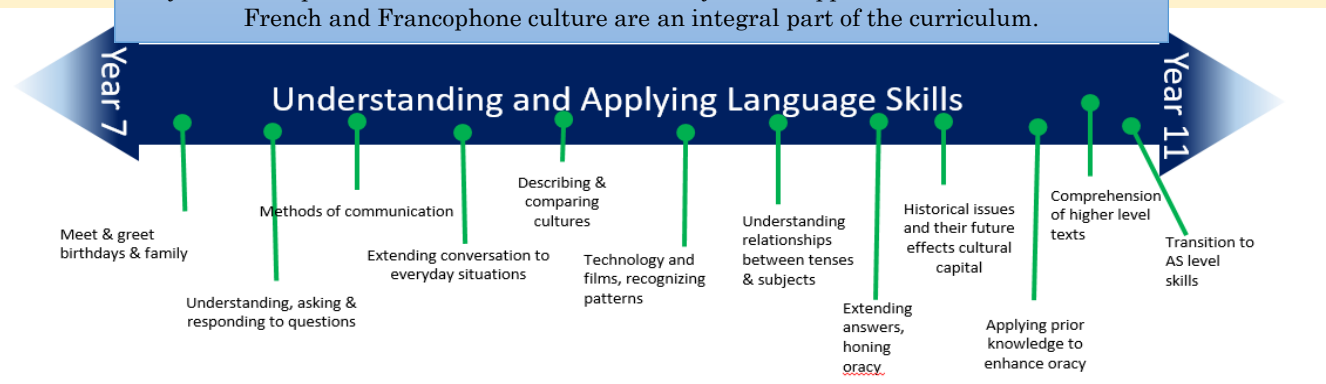 French and Francophone culture are an integral part of the curriculum.
Year 7
Understanding and Applying Language Skills
Year 11
Meet & greet
birthdays & family
Understanding, asking &
responding to questions
Methods of communication
Extending conversation to
everyday situations
Describing &
comparing
cultures
Technology and
films, recognizing
patterns
Understanding
relationships
between tenses
& subjects
Extending
answers,
honing
oracy
Historical issues
and their future
effects cultural
capital
Applying prior
knowledge to
enhance oracy
Comprehension
of higher level
texts
Transition to
AS level
skills